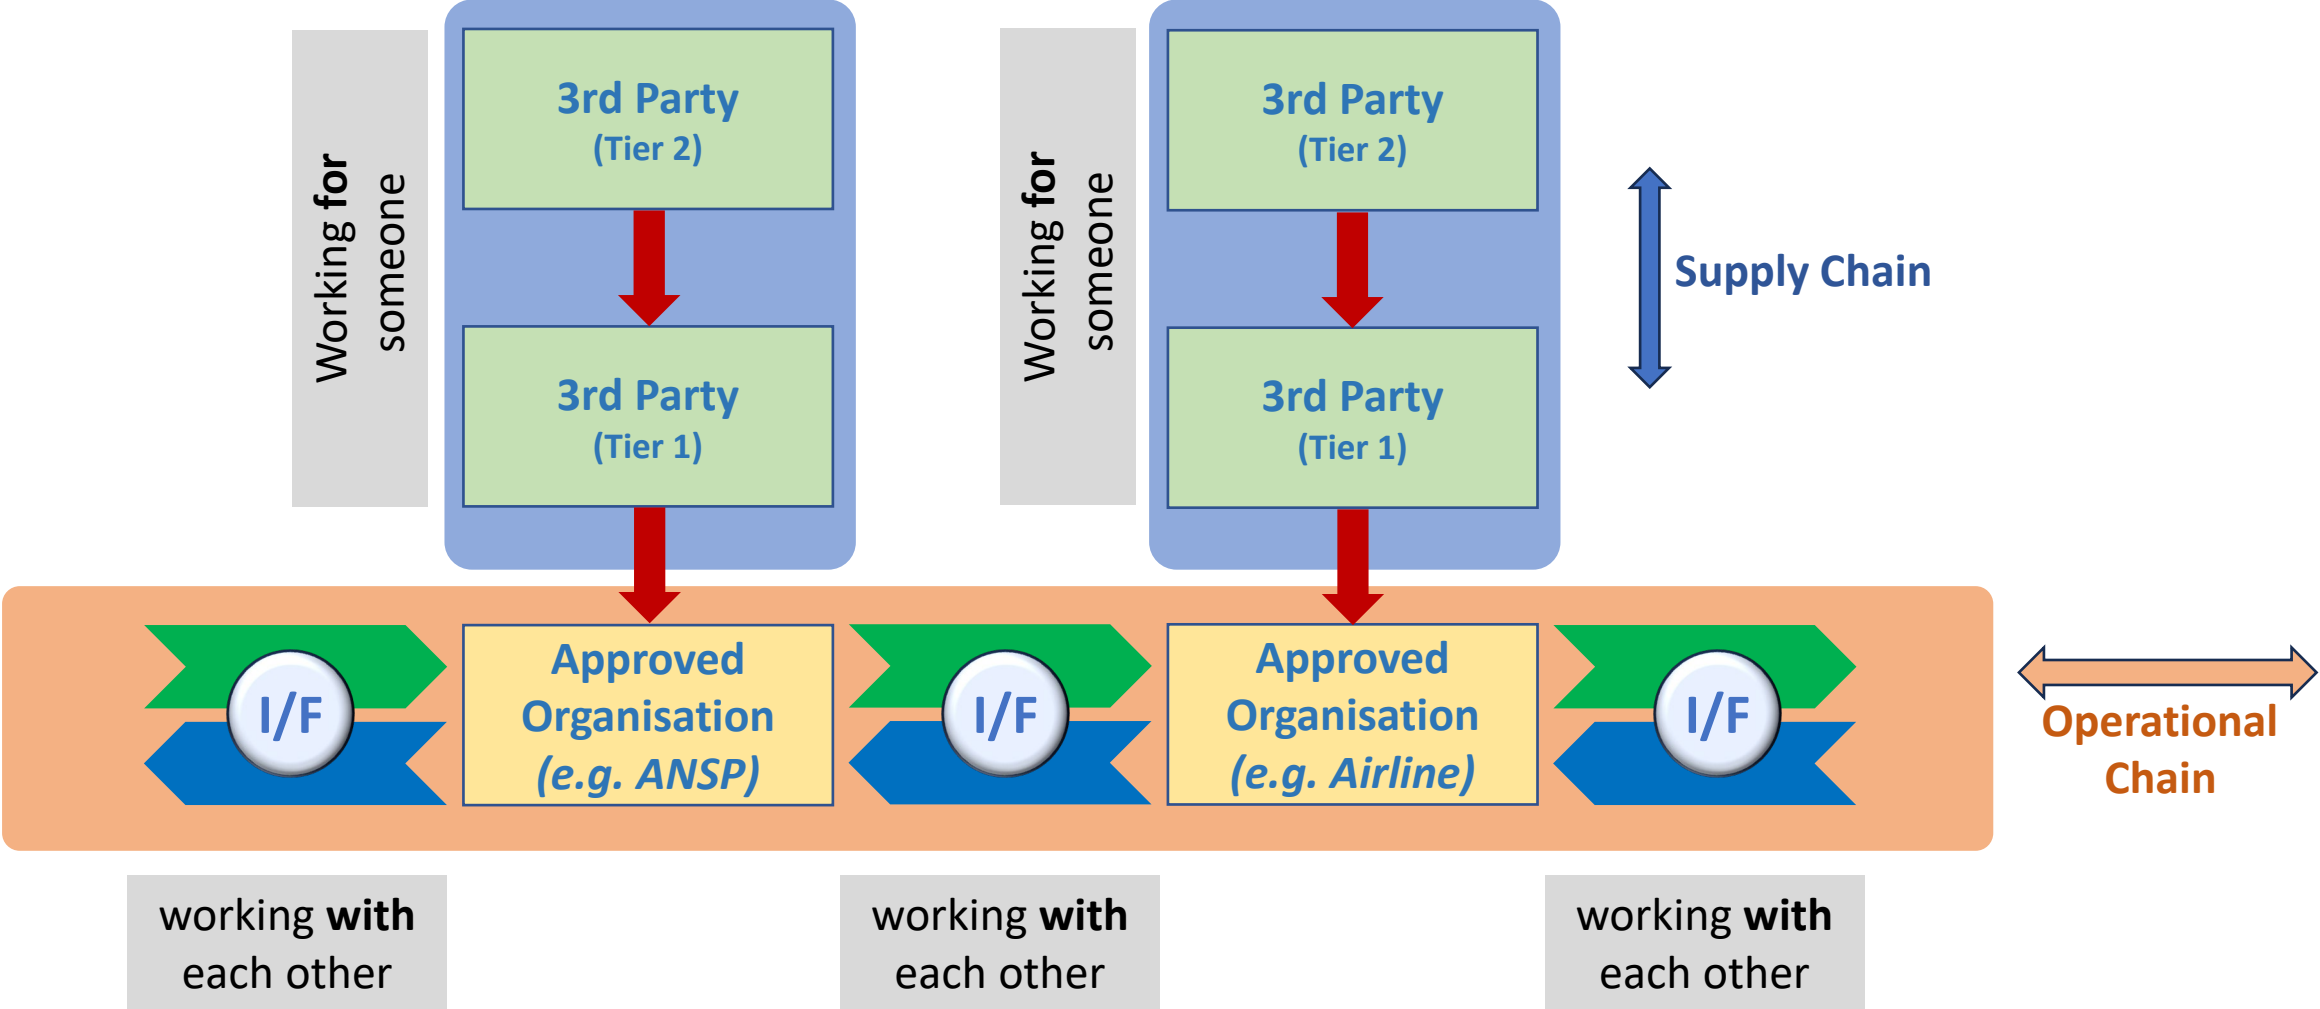 Working for
someone
3rd Party
(Tier 2)
3rd Party
(Tier 1)
Working for
someone
3rd Party
(Tier 2)
3rd Party
(Tier 1)
Supply Chain
I/F
Approved
Organisation
(e.g. ANSP)
I/F
Approved
Organisation
(e.g. Airline)
I/F
Operational
Chain
working with
each other
working with
each other
working with
each other